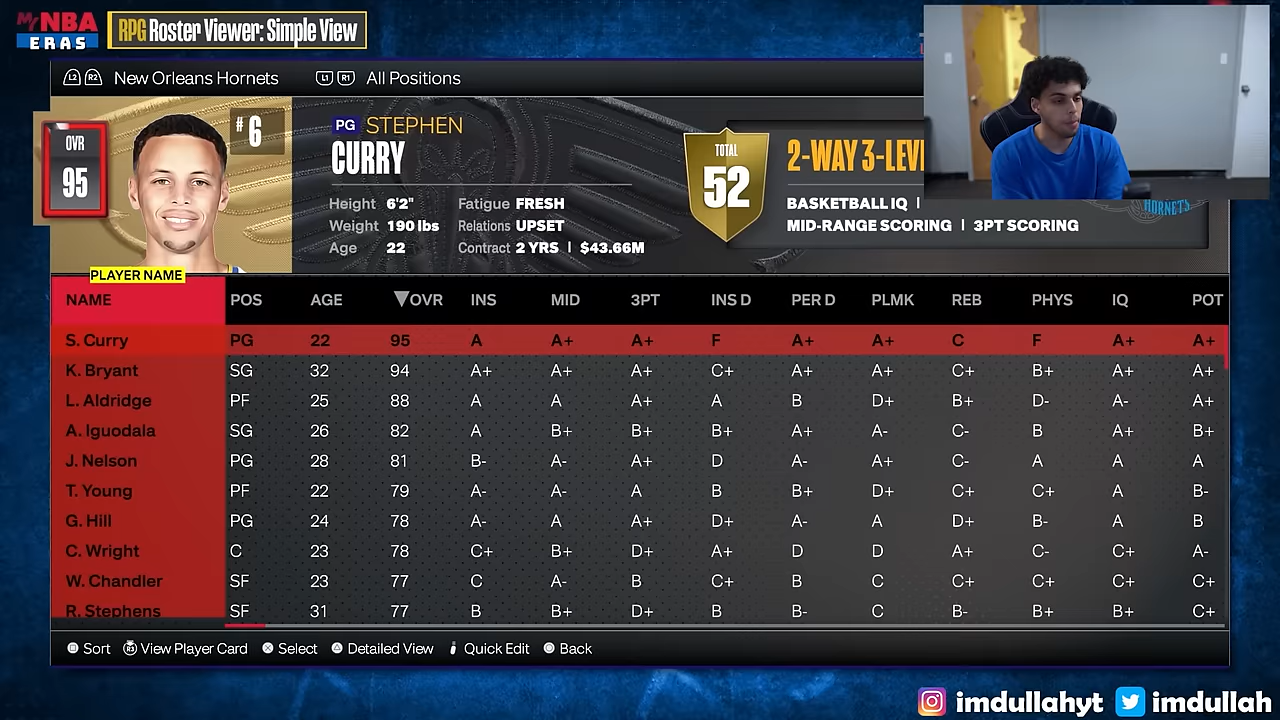 MyNBA
ERAS
RPG Roster Viewer: Simple View
L2 R2 New Orleans Hornets L1 R1 All Positions
OVR
95
# 6
PG STEPHEN
CURRY
Height 6'2" Fatigue FRESH
Weight 190 lbs Relations UPSET
Age 22 Contract 2 YRS | $43.66M
TOTAL
52
2-WAY 3-LEV
BASKETBALL IQ |
MID-RANGE SCORING | 3PT SCORING
HORNETS
PLAYER NAME
NAME POS AGE OVR INS MID 3PT INS D PER D PLMK REB PHYS IQ POT
S. Curry PG 22 95 A A+ A+ F A+ A+ C F A+ A+
K. Bryant SG 32 94 A+ A+ A+ C+ A+ A+ C+ B+ A+ A+
L. Aldridge PF 25 88 A A A+ A B D+ B+ D- A- A+
A. Iguodala SG 26 82 A B+ B+ B+ A+ A- C- B A+ B+
J. Nelson PG 28 81 B- A- A+ D A- A+ C- A A A
T. Young PF 22 79 A- A- A B B+ D+ C+ C+ A B-
G. Hill PG 24 78 A- A A+ D+ A- A D+ B- A B
C. Wright C 23 78 C+ B+ D+ A+ D D A+ C- C+ A-
W. Chandler SF 23 77 C A- B C+ B C C+ C+ C+ C+
R. Stephens SF 31 77 B B+ D+ B B- C B- B+ B+ C+
Sort R3 View Player Card Select Detailed View Quick Edit Back
imdullahyt imdullah